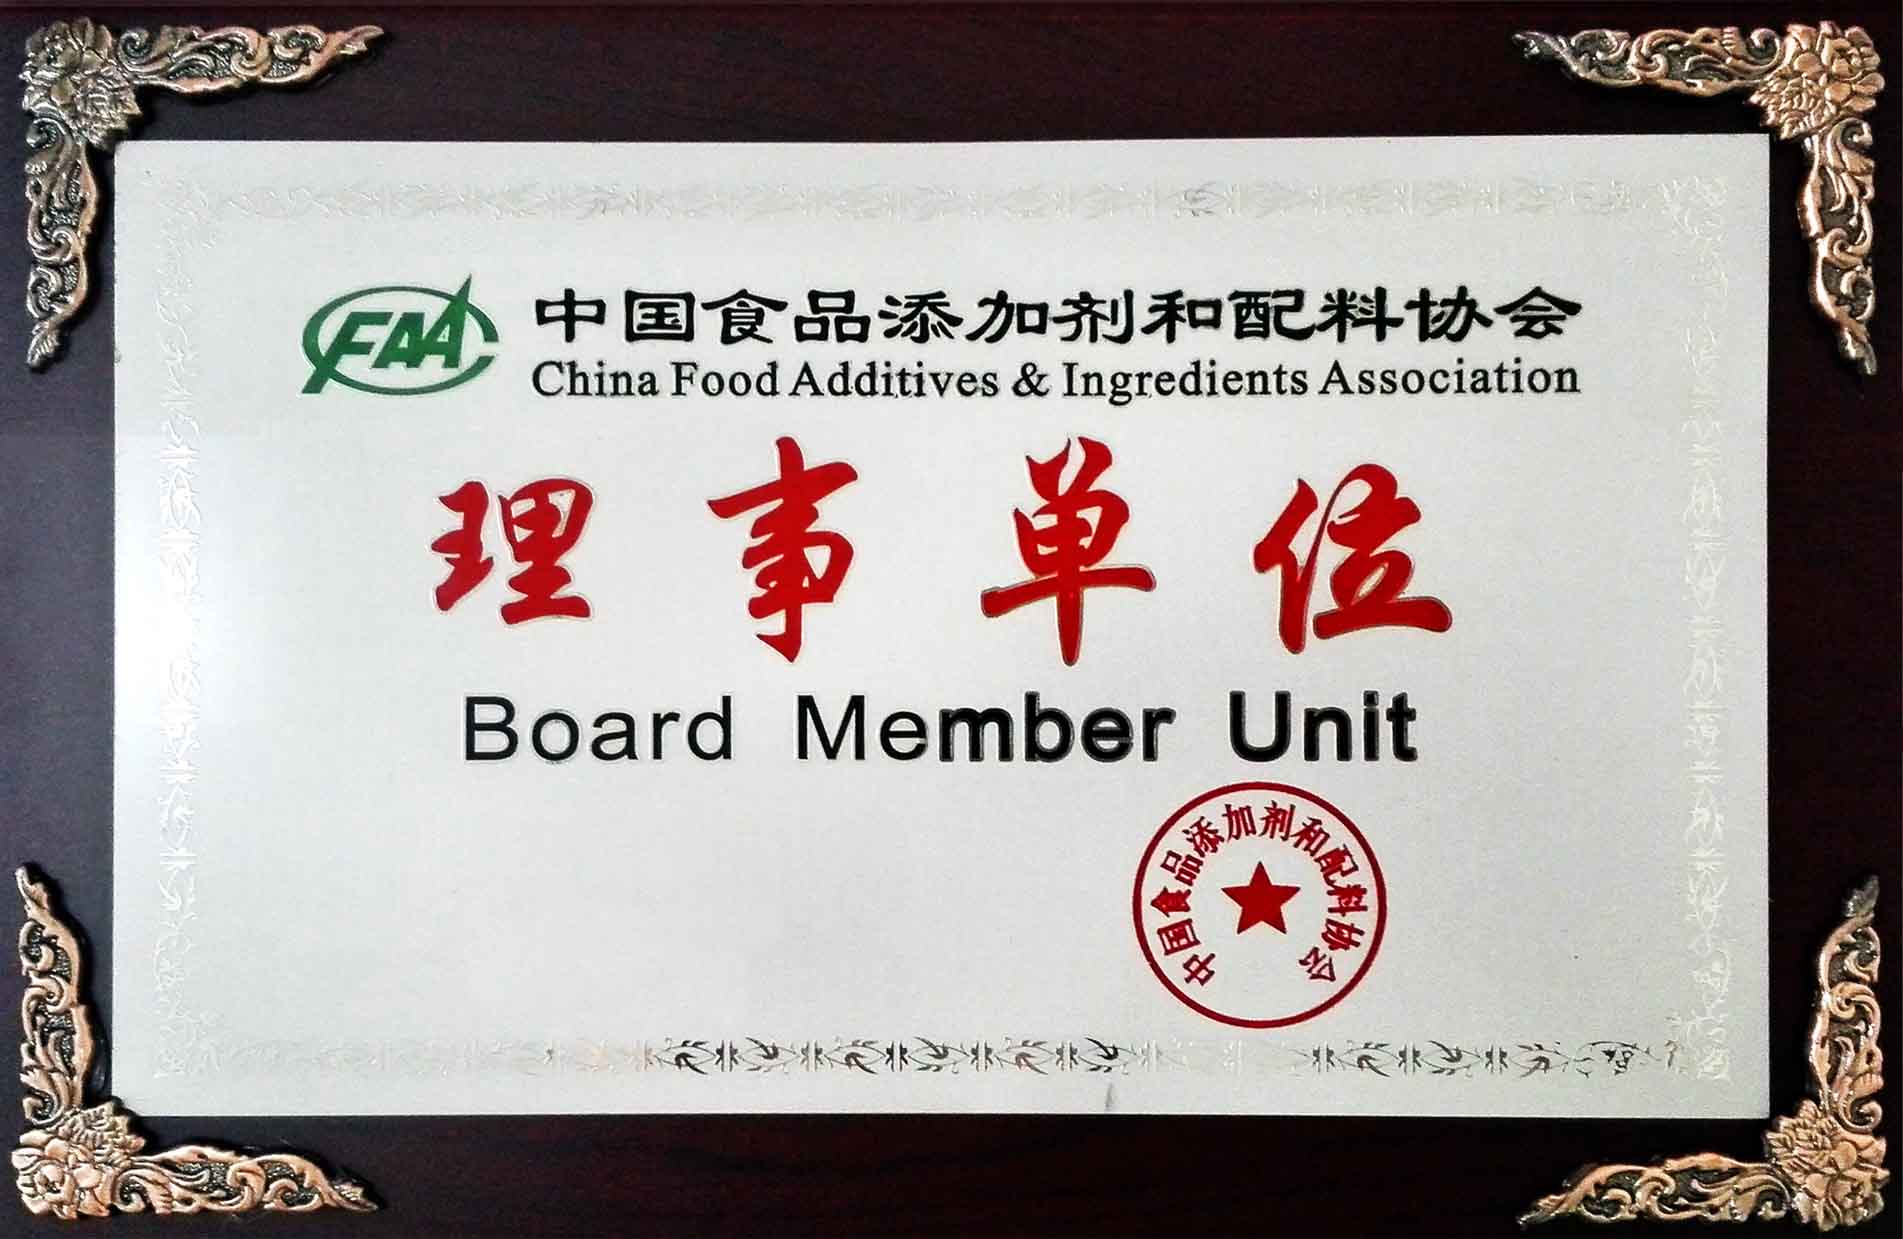 CFAA
中国食品添加剂和配料协会
China Food Additives & Ingredients Association
理事单位
Board Member Unit
中国食品添加剂和配料协会